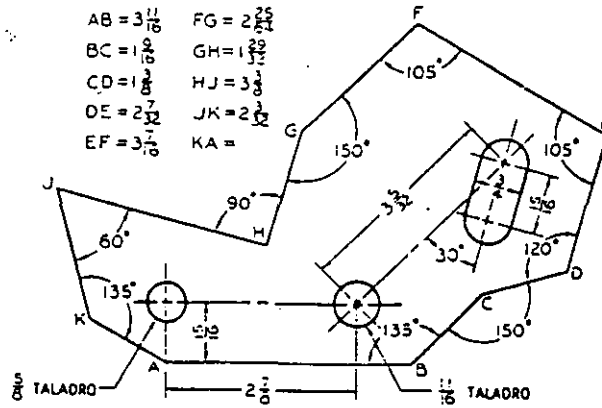 AB = 3 11/16 FG = 2 25/64
BC = 1 9/16 GH = 1 29/32
CD = 1 3/8 HJ = 3 3/8
DE = 2 7/32 JK = 2 3/32
EF = 3 7/16 KA =
F
105°
G
150°
105°
J
90°
3 5/32
3/4
15/16
60°
H
30°
120°
D
135°
C
K
15/16
135°
150°
A
B
5/8 TALADRO
2 7/8
11/16 TALADRO